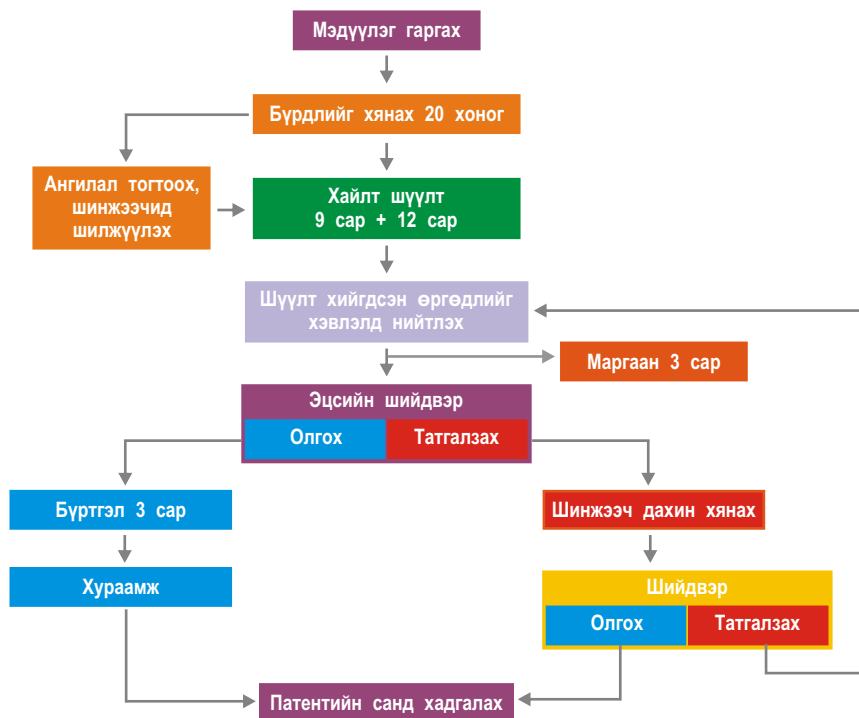 Мэдүүлэг гаргах
Бүрдлийг хянах 20 хоног
Ангилал тогтоох,
шинжээчид
шилжүүлэх
Хайлт шүүлт
9 сар + 12 сар
Шүүлт хийгдсэн өргөдлийг
хэвлэлд нийтлэх
Маргаан 3 сар
Эцсийн шийдвэр
Олгох
Татгалзах
Бүртгэл 3 сар
Шинжээч дахин хянах
Хураамж
Шийдвэр
Олгох
Татгалзах
Патентийн санд хадгалах